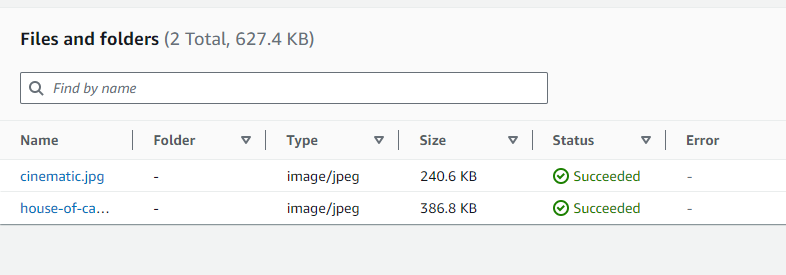 Files and folders (2 Total, 627.4 KB)
Find by name
Name Folder Type Size Status Error
cinematic.jpg - image/jpeg 240.6 KB Succeeded -
house-of-ca... - image/jpeg 386.8 KB Succeeded -